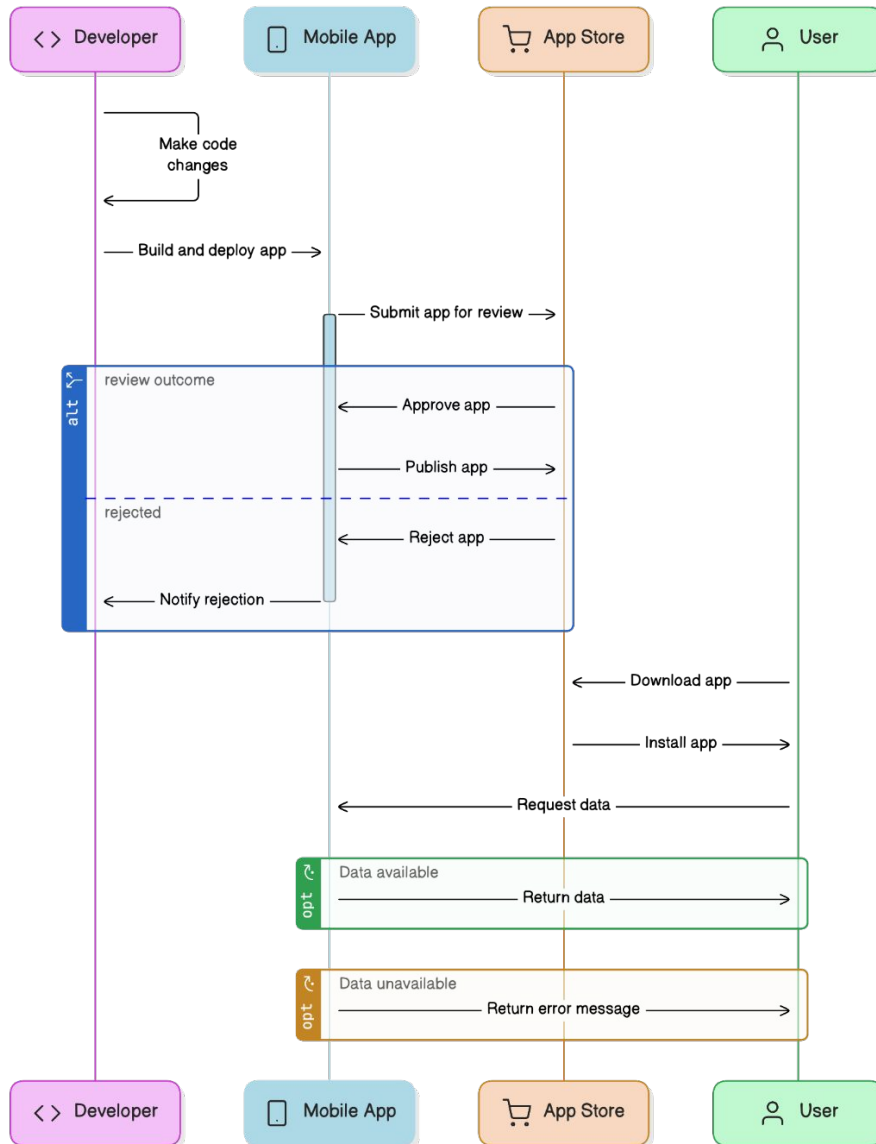 Developer
Mobile App
App Store
User
Make code
changes
Build and deploy app
Submit app for review
alt
review outcome
Approve app
Publish app
rejected
Reject app
Notify rejection
Download app
Install app
Request data
opt
Data available
Return data
opt
Data unavailable
Return error message
Developer
Mobile App
App Store
User